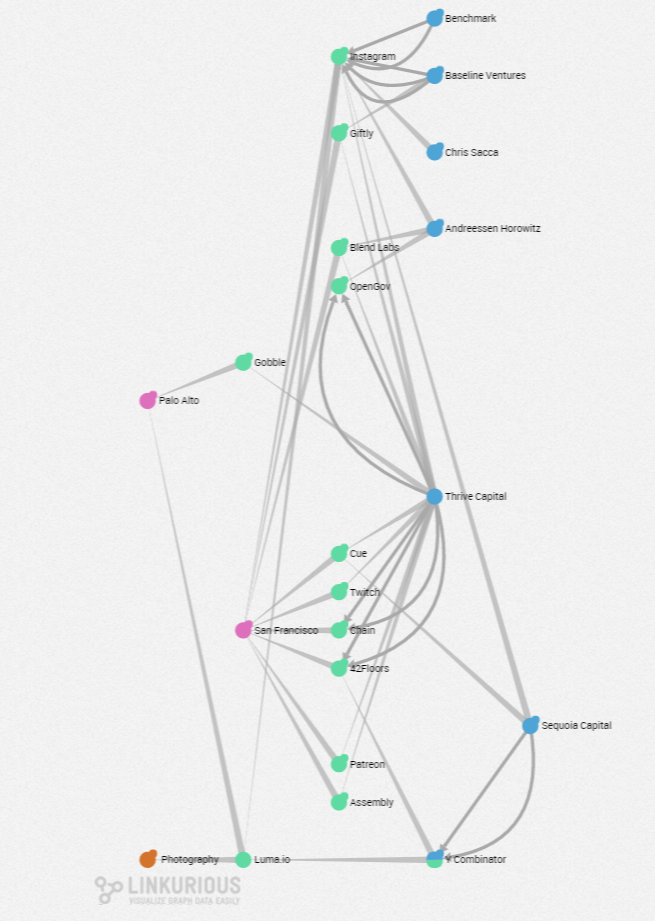 Benchmark
Instagram
Baseline Ventures
Giftly
Chris Sacca
Andreessen Horowitz
Blend Labs
OpenGov
Gobble
Palo Alto
Thrive Capital
Cue
Twitch
San Francisco
Chain
42Floors
Sequoia Capital
Patreon
Assembly
Photography
Luma.io
Combinator
LINKURIOUS
VISUALIZE GRAPH DATA EASILY